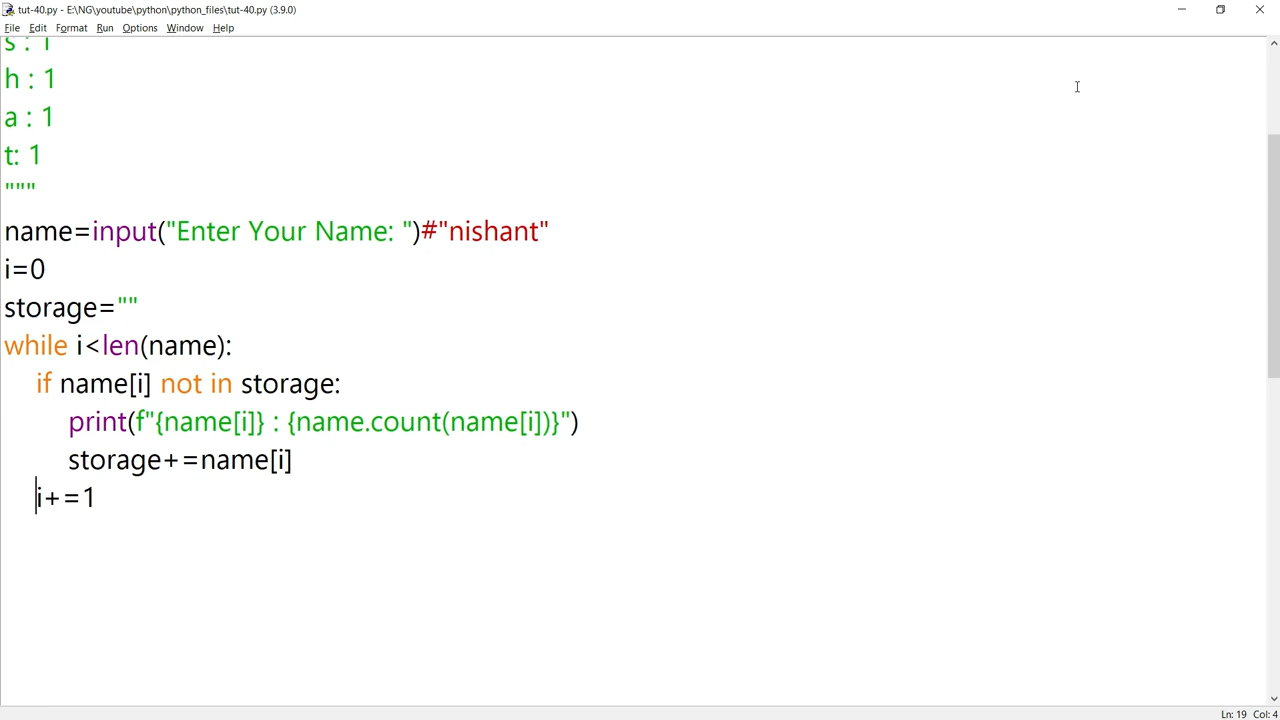 tut-40.py - E:\NG\youtube\python\python_files\tut-40.py (3.9.0)
File Edit Format Run Options Window Help
s : 1
h : 1
a : 1
t: 1
"""
name=input("Enter Your Name: ")#"nishant"
i=0
storage=""
while i<len(name):
    if name[i] not in storage:
        print(f"{name[i]} : {name.count(name[i])}")
        storage+=name[i]
    i+=1
Ln: 19 Col: 4